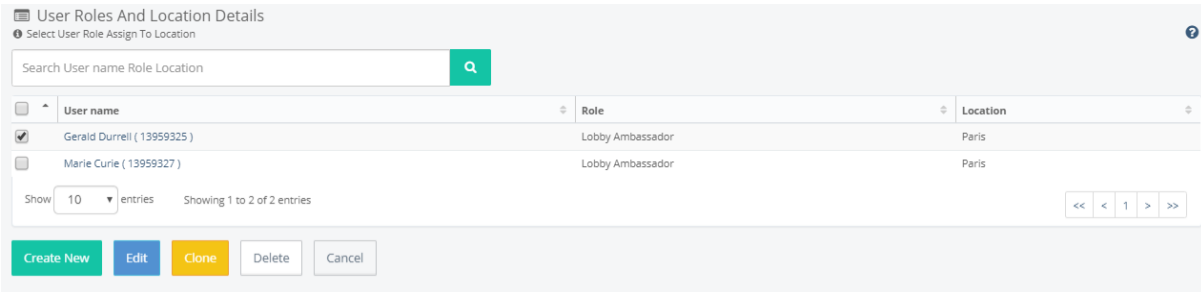 User Roles And Location Details
Select User Role Assign To Location
?
Search User name Role Location
User name Role Location
Gerald Durrell ( 13959325 ) Lobby Ambassador Paris
Marie Curie ( 13959327 ) Lobby Ambassador Paris
Show 10 entries Showing 1 to 2 of 2 entries << < 1 > >>
Create New Edit Clone Delete Cancel